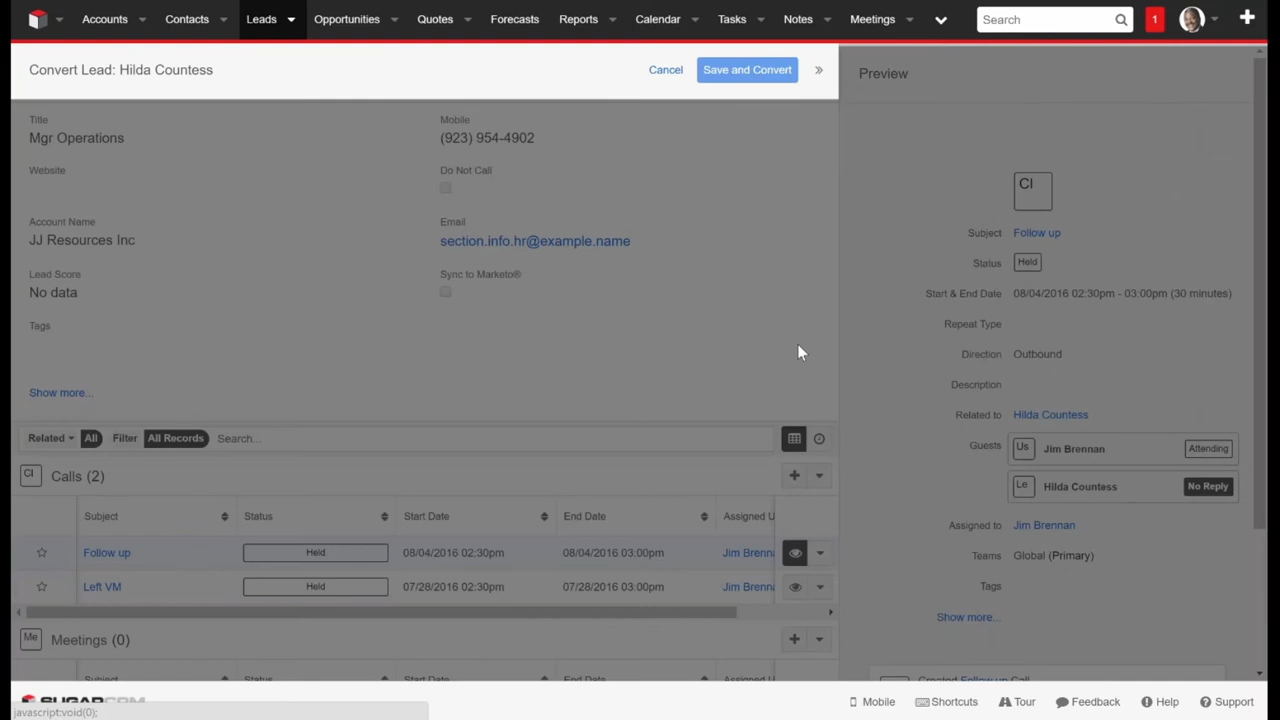 Accounts Contacts Leads Opportunities Quotes Forecasts Reports Calendar Tasks Notes Meetings Search 1
Convert Lead: Hilda Countess Cancel Save and Convert
Preview
Title Mobile
Mgr Operations (923) 954-4902
Website Do Not Call
Account Name Email
JJ Resources Inc section.info.hr@example.name
Lead Score Sync to Marketo®
No data
Tags
Show more...
Related All Filter All Records Search...
Cl Calls (2)
Subject Status Start Date End Date Assigned U
Follow up Held 08/04/2016 02:30pm 08/04/2016 03:00pm Jim Brenna
Left VM Held 07/28/2016 02:30pm 07/28/2016 03:00pm Jim Brenna
Me Meetings (0)
Subject Status Start Date End Date Assigned U
Cl
Subject Follow up
Status Held
Start & End Date 08/04/2016 02:30pm - 03:00pm (30 minutes)
Repeat Type
Direction Outbound
Description
Related to Hilda Countess
Guests Us Jim Brennan Attending
Le Hilda Countess No Reply
Assigned to Jim Brennan
Teams Global (Primary)
Tags
Show more...
Created Follow up Call
SUGARCRM
javascript:void(0);
Mobile Shortcuts Tour Feedback Help Support